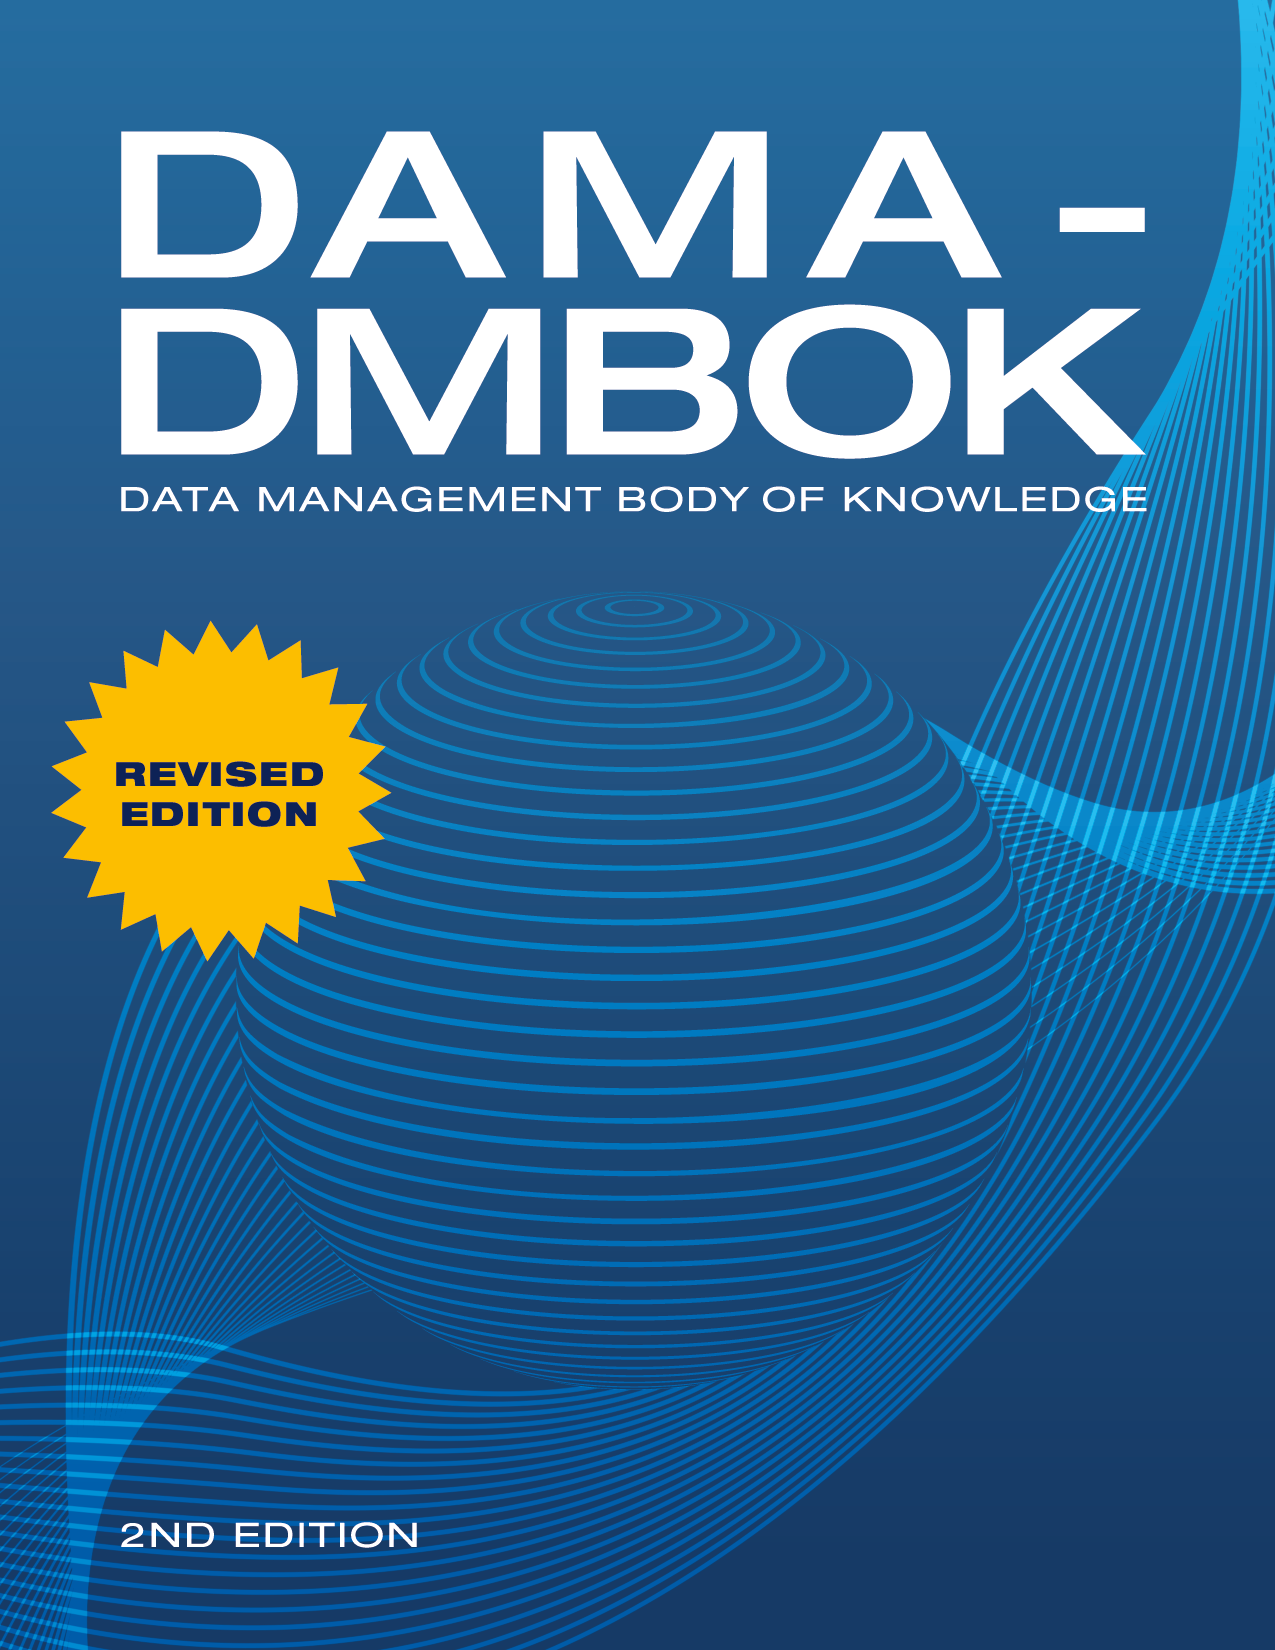 DAMA-
DMBOK
DATA MANAGEMENT BODY OF KNOWLEDGE
REVISED
EDITION
2ND EDITION